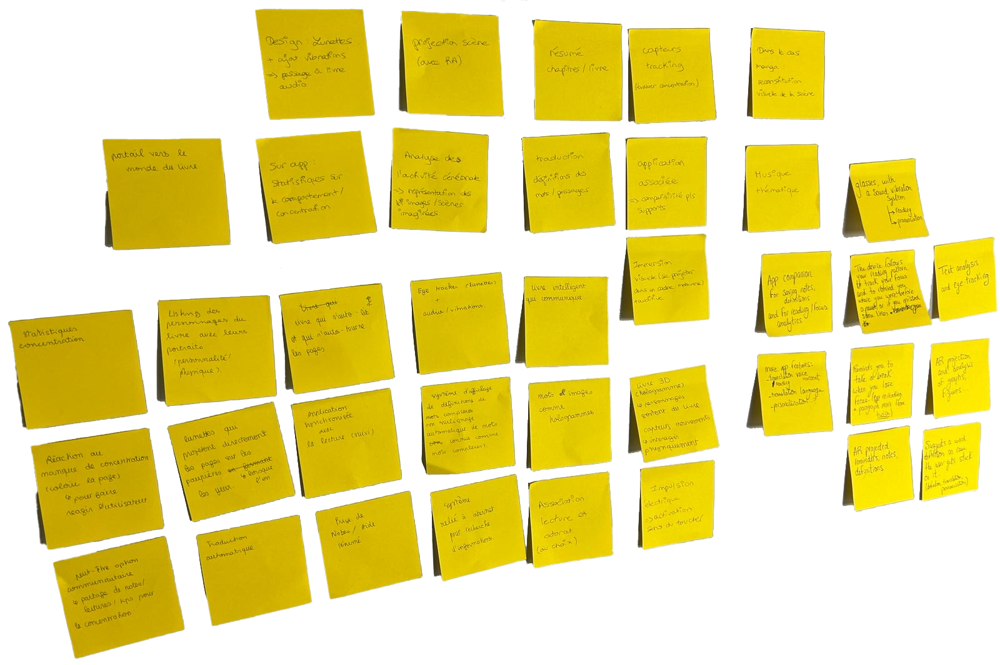 Design : Lunettes
+ ajout vibrations
=> passage à livre
audio
projection scène
(avec RA)
résumé
chapitres / livre
capteurs
tracking
(évaluer concentration)
Dans le cas
manga :
reconstitution
visuelle de la scène
portail vers le
monde du livre
Sur app :
Statistiques sur
le comportement /
concentration
Analyse des
l'activité cérébrale
=> représentation des
images / scènes
imaginées
traduction
définitions des
mots / passages
application
associée
=> compatibilité pls
supports
Musique
thématique
glasses, with
a sound vibration
system
→ reading
→ pronunciation
Immersion
visuelle (se projeter
dans un cadre, metaverse)
App companion
for saving notes,
definitions
and for reading / focus
analytics
The device follows
your reading pattern
to track your focus
and to remind you
where you were before
a pause, or if you missed
some lines
Text analysis
and eye-tracking
Statistiques
concentration
Listing des
personnages du
livre avec leurs
portraits
(personnalité /
physique).
livre qui
livre qui s'auto lit
et qui s'auto-tourne
les pages
Eye tracker (lunettes)
+
audio / vibrations.
livre intelligent
qui communique
More app features:
- translation voice
reading accent
- translation language
- personalization...?
Reminds you to
take a break
when you lose
focus (eg rereading
a paragraph more than
twice)
AR projection
and analysis
of graphs,
figures...
Réaction au
manque de concentration
(colorie la page)
↳ pour faire
reagir l'utilisateur
lunettes qui
projetent directement
les pages sur les
paupières en fermant
les yeux. ↳ lorsque
l'on
Application
synchronisée
avec
la lecture (suivi)
système d'affichage
de définitions de
mots complexes
con surlignage
automatique de mots
connus comme
mots complexes).
mots & images
comme
hologrammes
livre 3D
(hologramme)
↳ personnages
sortent du livre
capteurs mouvements
↳ interagir
physiquement
AR projected
reminders, notes,
definitions
Suggests a word
definition in case
the user gets stuck
on it.
(definition, translation,
pronunciation)
peut-être option
communautaire
↳ partage de notes/
lectures / tips pour
la concentration
Traduction
automatique
Prise de
Notes / Aide
résumé
système
relié à internet
pour recherche
d'informations.
Association
lecture et
odorat
(au choix)
Impulsion
électrique
=> activation
sens du toucher